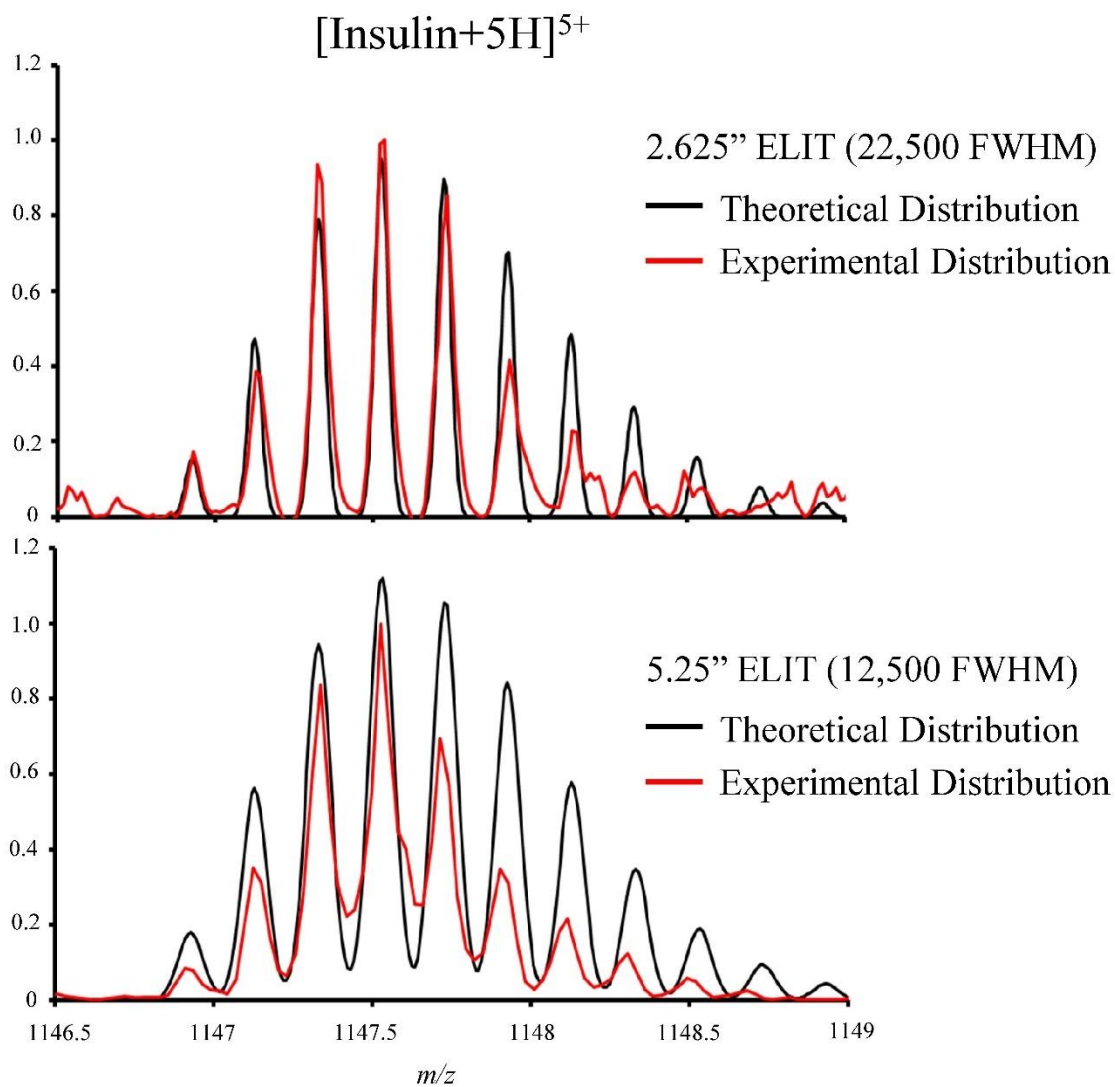 [Insulin+5H]5+
1.2
1.0
0.8
0.6
0.4
0.2
0
2.625” ELIT (22,500 FWHM)
Theoretical Distribution
Experimental Distribution
1.2
1.0
0.8
0.6
0.4
0.2
0
5.25” ELIT (12,500 FWHM)
Theoretical Distribution
Experimental Distribution
1146.5 1147 1147.5 1148 1148.5 1149
m/z